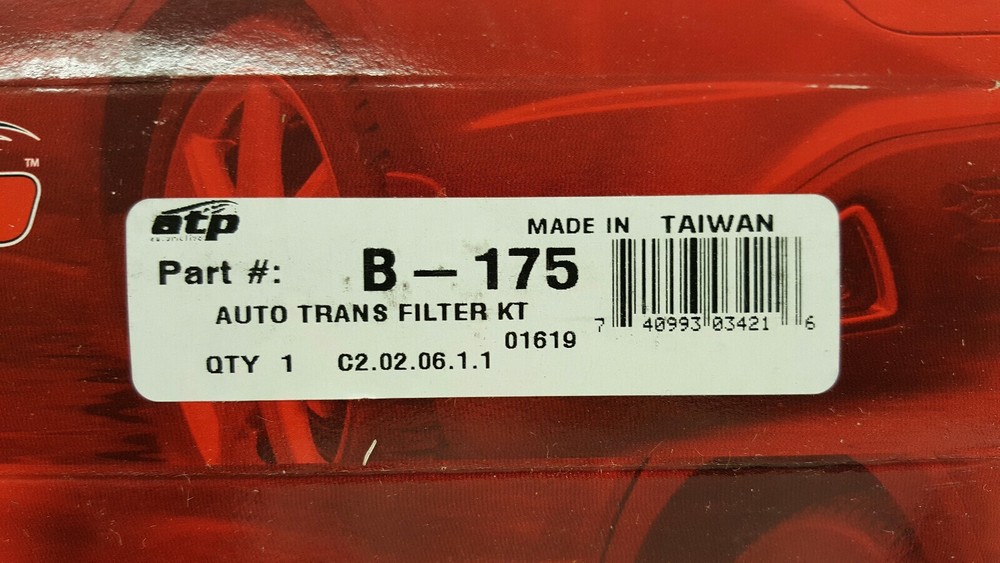 TM
atp
MADE IN TAIWAN
Part #: B-175
AUTO TRANS FILTER KT
7 40993 03421 6
01619
QTY 1 C2.02.06.1.1